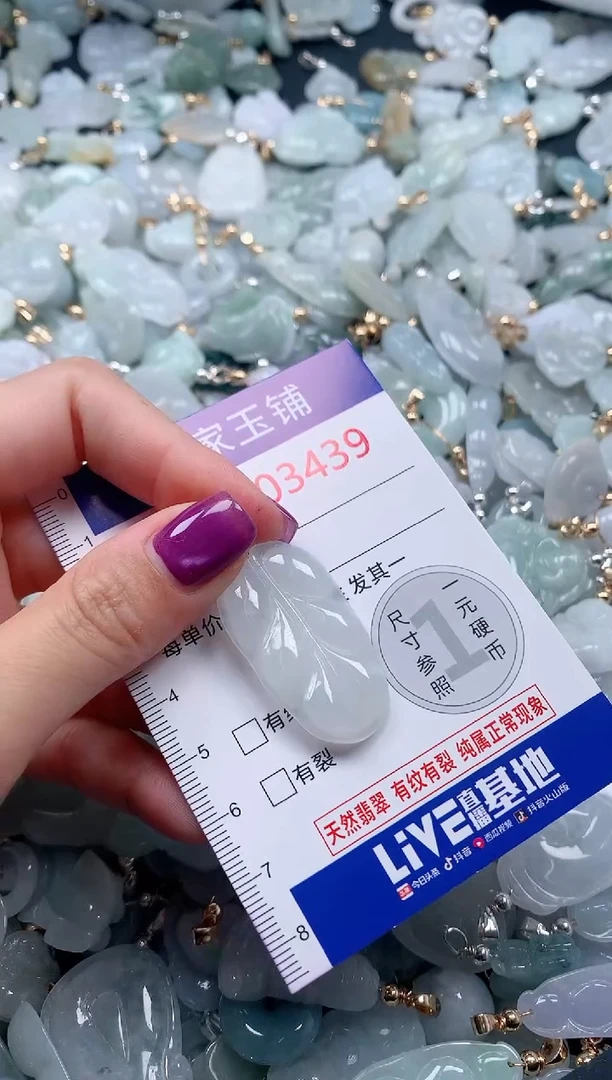 家玉铺
03439
发其一
每单价
一元硬币
尺寸参照
1
□有纟
□有裂
天然翡翠 有纹有裂 纯属正常现象
LiVE直播基地
今日头条 抖音 西瓜视频 抖音火山版
0
1
4
5
6
7
8